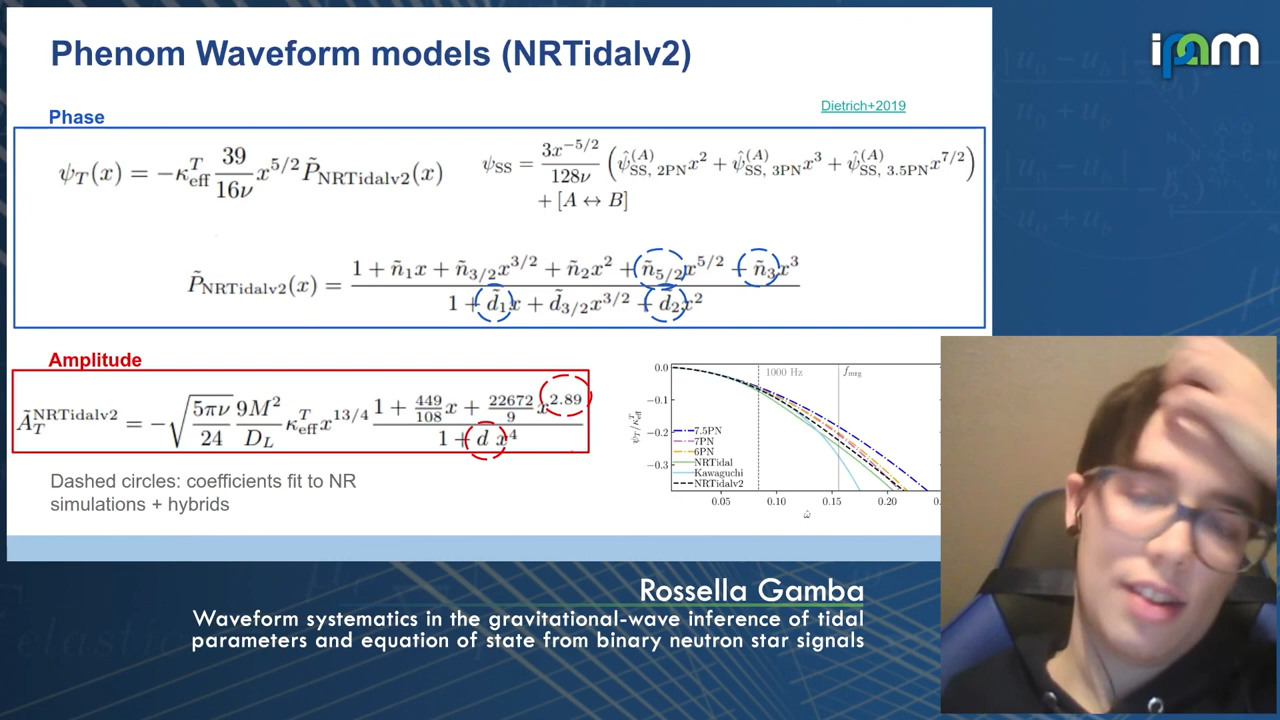 Phenom Waveform models (NRTidalv2)
ipam
Dietrich+2019
Phase
ψ_T(x) = −κ^T_eff 39/16ν x^{5/2} P̃_NRTidalv2(x)
ψ_SS = 3x^{−5/2}/128ν (ψ̂^{(A)}_{SS, 2PN} x^2 + ψ̂^{(A)}_{SS, 3PN} x^3 + ψ̂^{(A)}_{SS, 3.5PN} x^{7/2})
+ [A ↔ B]
P̃_NRTidalv2(x) = (1 + ñ_1 x + ñ_{3/2} x^{3/2} + ñ_2 x^2 + ñ_{5/2} x^{5/2} + ñ_3 x^3) / (1 + d̃_1 x + d̃_{3/2} x^{3/2} + d̃_2 x^2)
Amplitude
Ã_T^{NRTidalv2} = −√(5πν/24) 9M^2/D_L κ^T_eff x^{13/4} (1 + 449/108 x + 22672/9 x^{2.89}) / (1 + d x^4)
Dashed circles: coefficients fit to NR
simulations + hybrids
0.0
−0.1
−0.2
−0.3
ψ_T/κ^T_eff
1000 Hz
f_mrg
7.5PN
7PN
6PN
NRTidal
Kawaguchi
NRTidalv2
0.05 0.10 0.15 0.20
ω̂
Rossella Gamba
Waveform systematics in the gravitational-wave inference of tidal
parameters and equation of state from binary neutron star signals